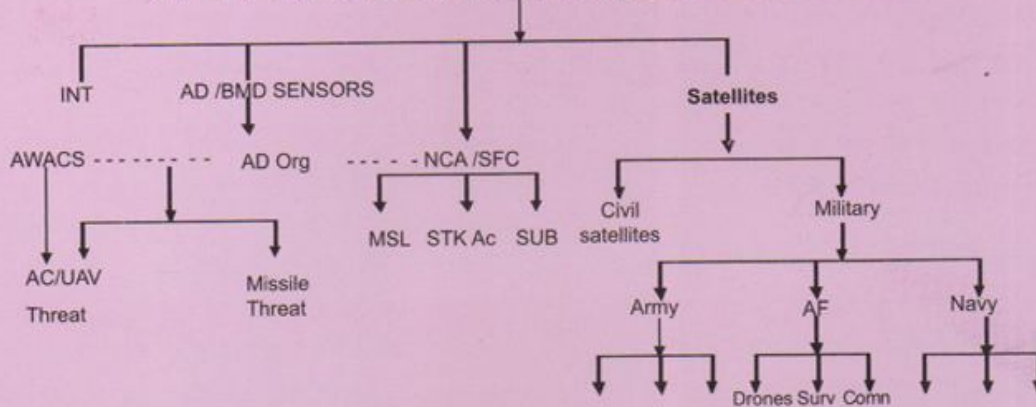 INT
AD /BMD SENSORS
Satellites
AWACS
AD Org
NCA /SFC
MSL STK Ac SUB
Civil
satellites
Military
AC/UAV
Threat
Missile
Threat
Army
AF
Navy
Drones Surv Comn